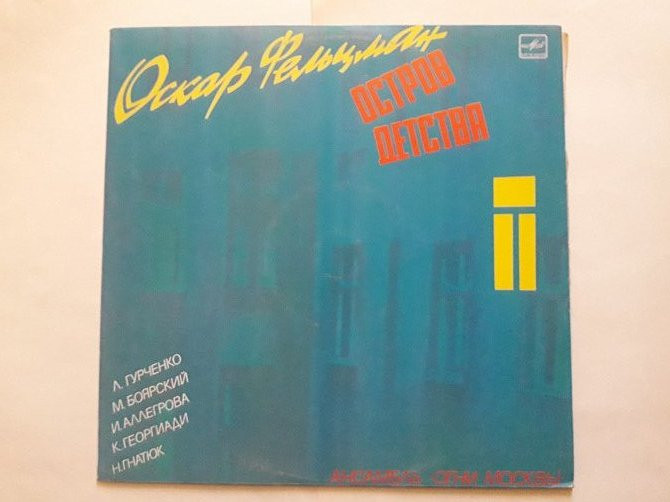 Оскар Фельцман
ОСТРОВ
ДЕТСТВА
Л. ГУРЧЕНКО
М. БОЯРСКИЙ
И. АЛЛЕГРОВА
К. ГЕОРГИАДИ
Н. ГНАТЮК
АНСАМБЛЬ «ОГНИ МОСКВЫ»